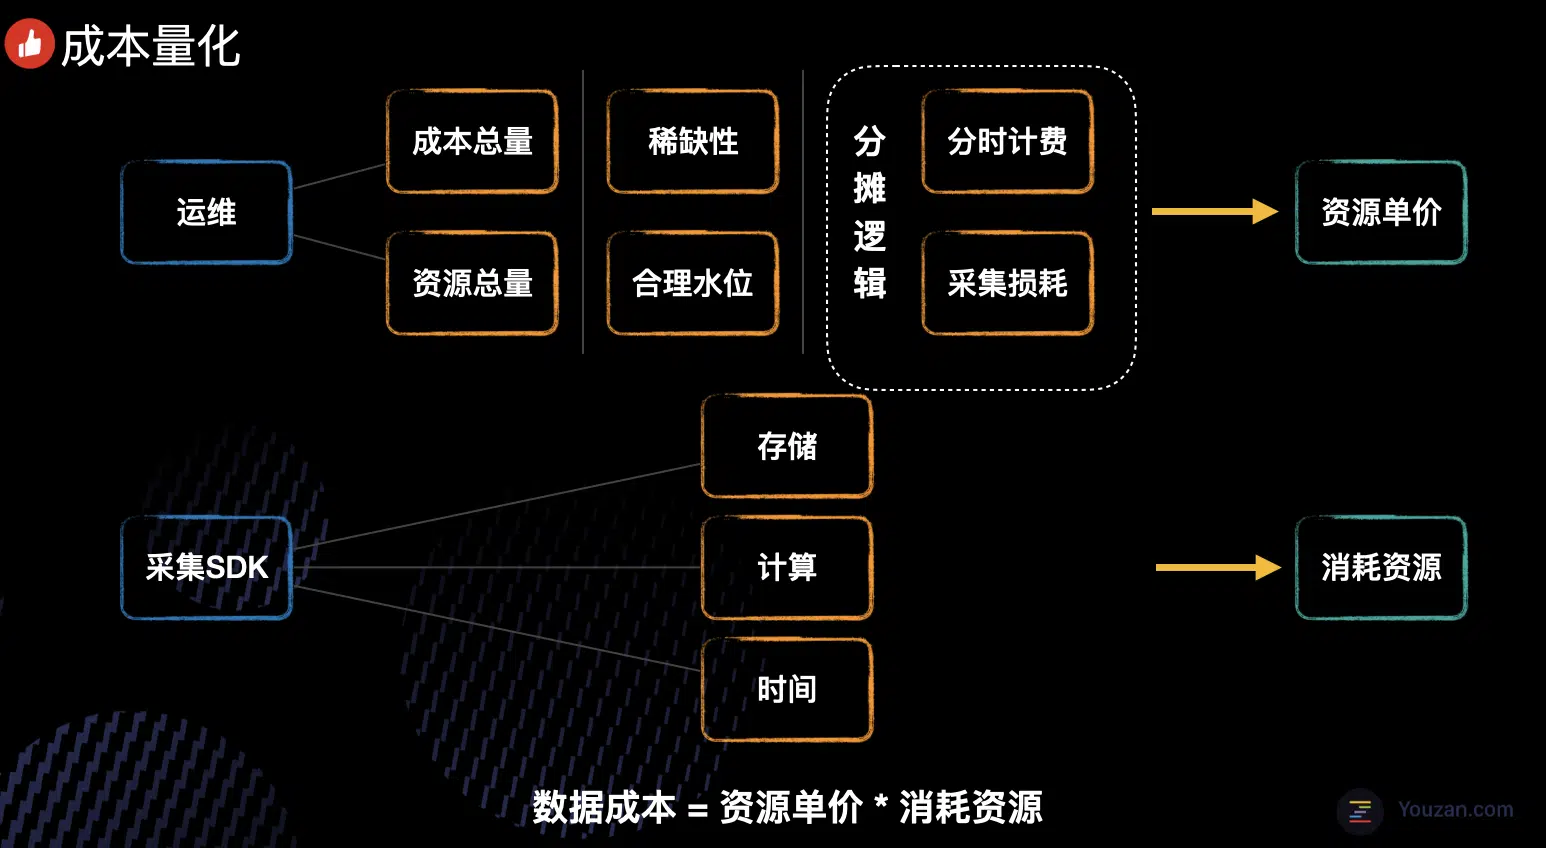 成本量化
成本总量
稀缺性
分时计费
运维
分摊逻辑
资源单价
资源总量
合理水位
采集损耗
存储
采集SDK
计算
消耗资源
时间
数据成本 = 资源单价 * 消耗资源
Youzan.com